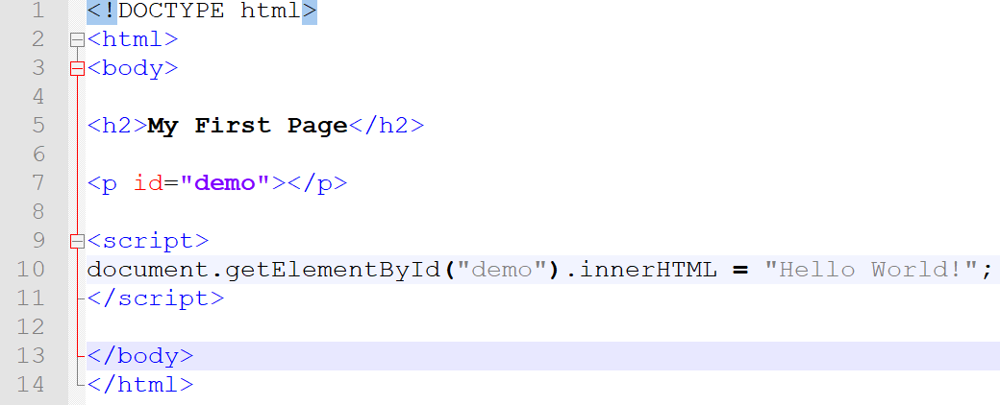 1 <!DOCTYPE html>
2 <html>
3 <body>
4
5 <h2>My First Page</h2>
6
7 <p id="demo"></p>
8
9 <script>
10 document.getElementById("demo").innerHTML = "Hello World!";
11 </script>
12
13 </body>
14 </html>